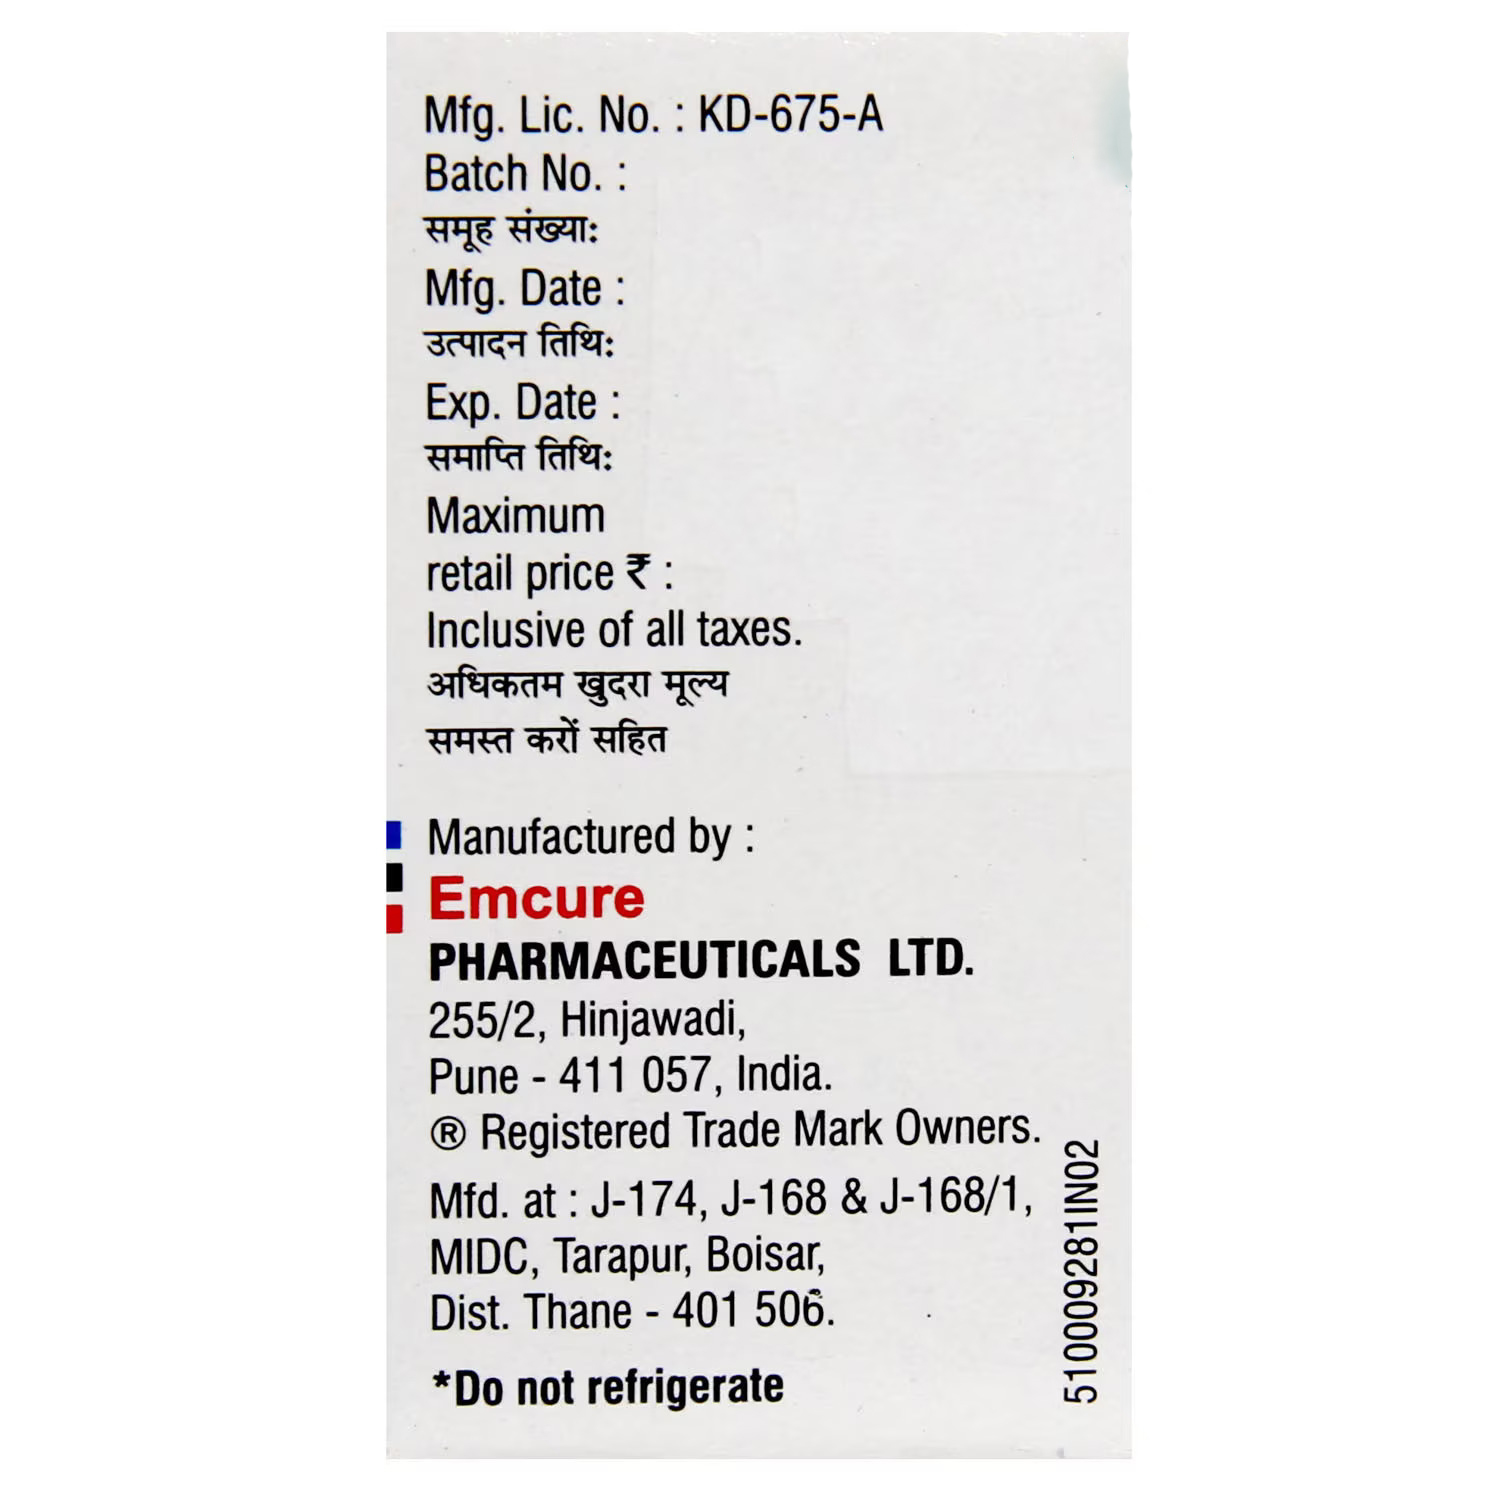 Mfg. Lic. No. : KD-675-A
Batch No. :
समूह संख्याः
Mfg. Date :
उत्पादन तिथिः
Exp. Date :
समाप्ति तिथिः
Maximum
retail price ₹ :
Inclusive of all taxes.
अधिकतम खुदरा मूल्य
समस्त करों सहित
Manufactured by :
Emcure
PHARMACEUTICALS LTD.
255/2, Hinjawadi,
Pune - 411 057, India.
® Registered Trade Mark Owners.
Mfd. at : J-174, J-168 & J-168/1,
MIDC, Tarapur, Boisar,
Dist. Thane - 401 506.
*Do not refrigerate
510009281IN02